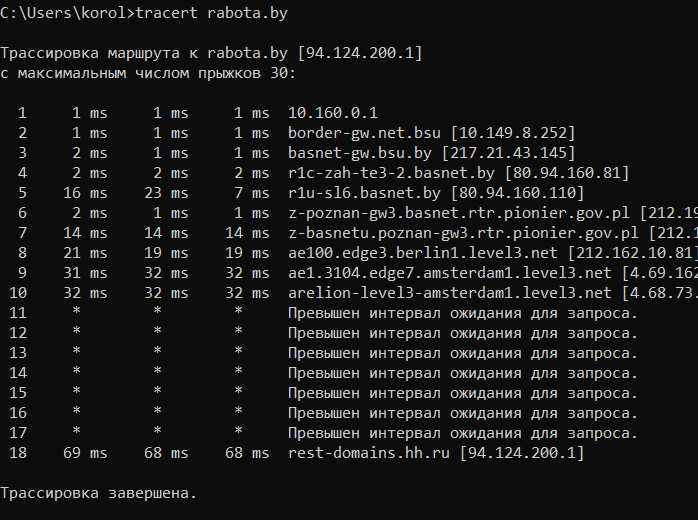 C:\Users\korol>tracert rabota.by
Трассировка маршрута к rabota.by [94.124.200.1]
с максимальным числом прыжков 30:
1 1 ms 1 ms 1 ms 10.160.0.1
2 1 ms 1 ms 1 ms border-gw.net.bsu [10.149.8.252]
3 2 ms 1 ms 1 ms basnet-gw.bsu.by [217.21.43.145]
4 2 ms 2 ms 2 ms r1c-zah-te3-2.basnet.by [80.94.160.81]
5 16 ms 23 ms 7 ms r1u-sl6.basnet.by [80.94.160.110]
6 2 ms 1 ms 1 ms z-poznan-gw3.basnet.rtr.pionier.gov.pl [212.19
7 14 ms 14 ms 14 ms z-basnetu.poznan-gw3.rtr.pionier.gov.pl [212.1
8 21 ms 19 ms 19 ms ae100.edge3.berlin1.level3.net [212.162.10.81]
9 31 ms 32 ms 32 ms ae1.3104.edge7.amsterdam1.level3.net [4.69.162
10 32 ms 32 ms 32 ms arelion-level3-amsterdam1.level3.net [4.68.73.
11 * * * Превышен интервал ожидания для запроса.
12 * * * Превышен интервал ожидания для запроса.
13 * * * Превышен интервал ожидания для запроса.
14 * * * Превышен интервал ожидания для запроса.
15 * * * Превышен интервал ожидания для запроса.
16 * * * Превышен интервал ожидания для запроса.
17 * * * Превышен интервал ожидания для запроса.
18 69 ms 68 ms 68 ms rest-domains.hh.ru [94.124.200.1]
Трассировка завершена.